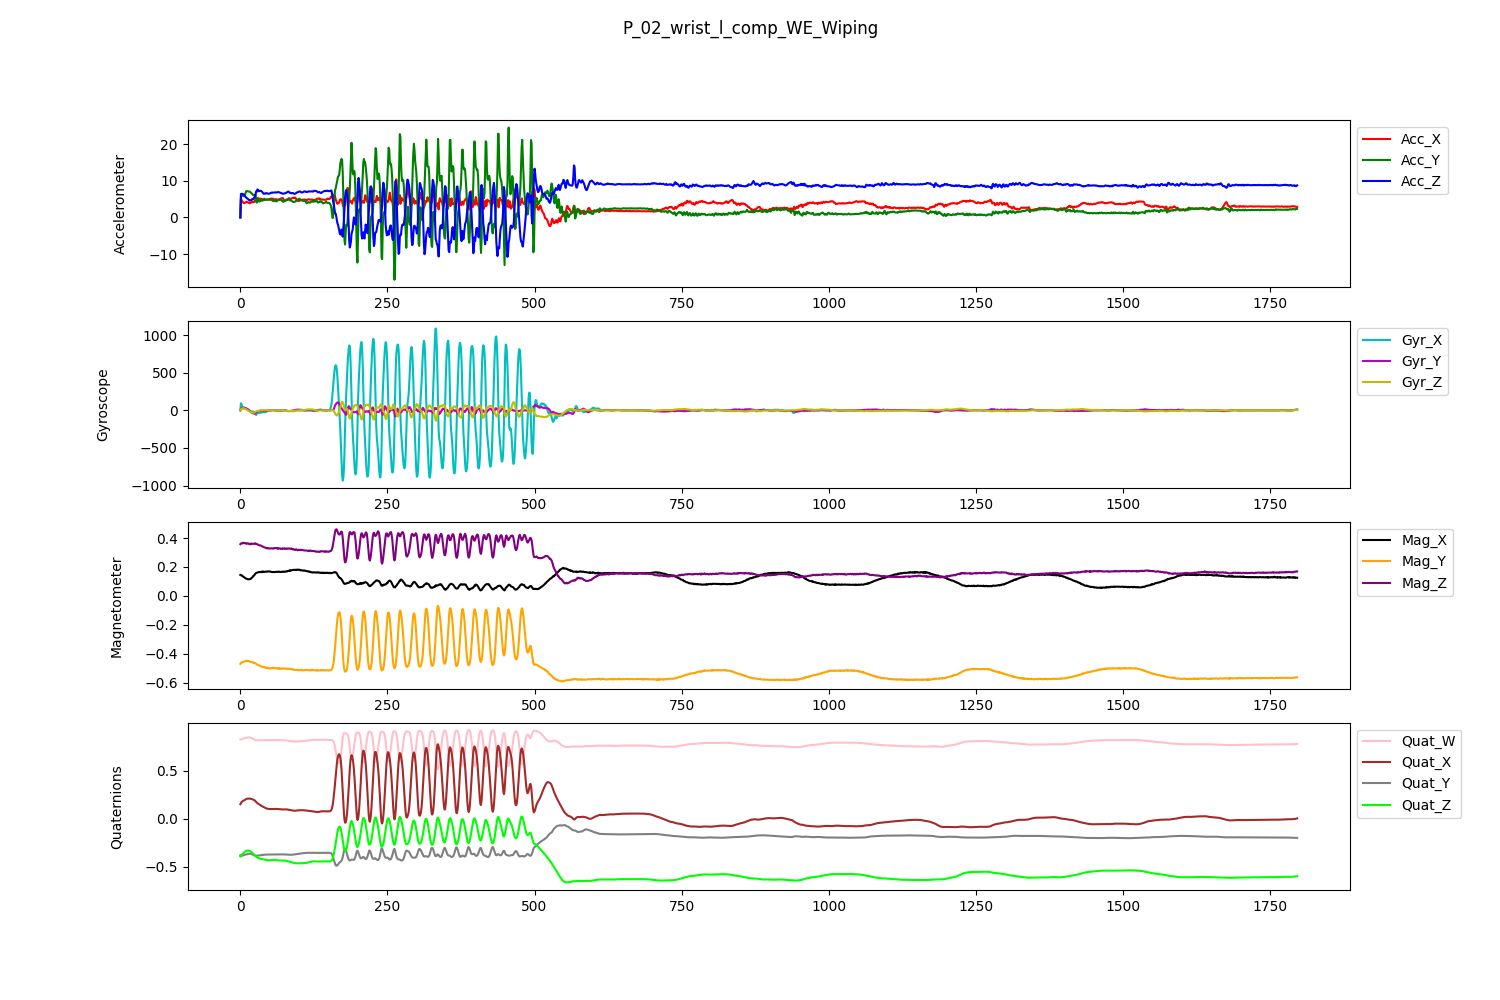 P_02_wrist_l_comp_WE_Wiping
Accelerometer
20
10
0
−10
0 250 500 750 1000 1250 1500 1750
Acc_X
Acc_Y
Acc_Z
Gyroscope
1000
500
0
−500
−1000
0 250 500 750 1000 1250 1500 1750
Gyr_X
Gyr_Y
Gyr_Z
Magnetometer
0.4
0.2
0.0
−0.2
−0.4
−0.6
0 250 500 750 1000 1250 1500 1750
Mag_X
Mag_Y
Mag_Z
Quaternions
0.5
0.0
−0.5
0 250 500 750 1000 1250 1500 1750
Quat_W
Quat_X
Quat_Y
Quat_Z